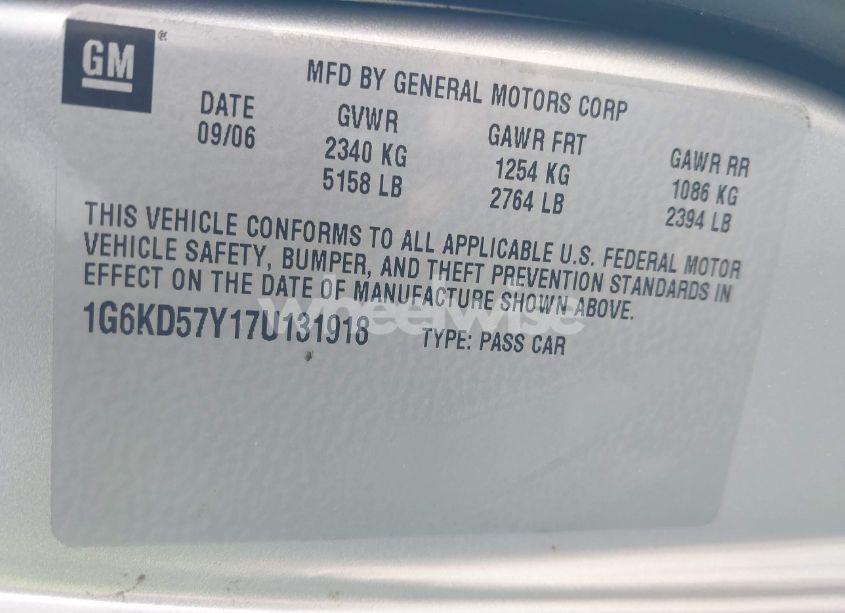 GM®
MFD BY GENERAL MOTORS CORP
DATE GVWR GAWR FRT GAWR RR
09/06 2340 KG 1254 KG 1086 KG
5158 LB 2764 LB 2394 LB
THIS VEHICLE CONFORMS TO ALL APPLICABLE U.S. FEDERAL MOTOR
VEHICLE SAFETY, BUMPER, AND THEFT PREVENTION STANDARDS IN
EFFECT ON THE DATE OF MANUFACTURE SHOWN ABOVE.
1G6KD57Y17U131918 TYPE: PASS CAR
wheelwise